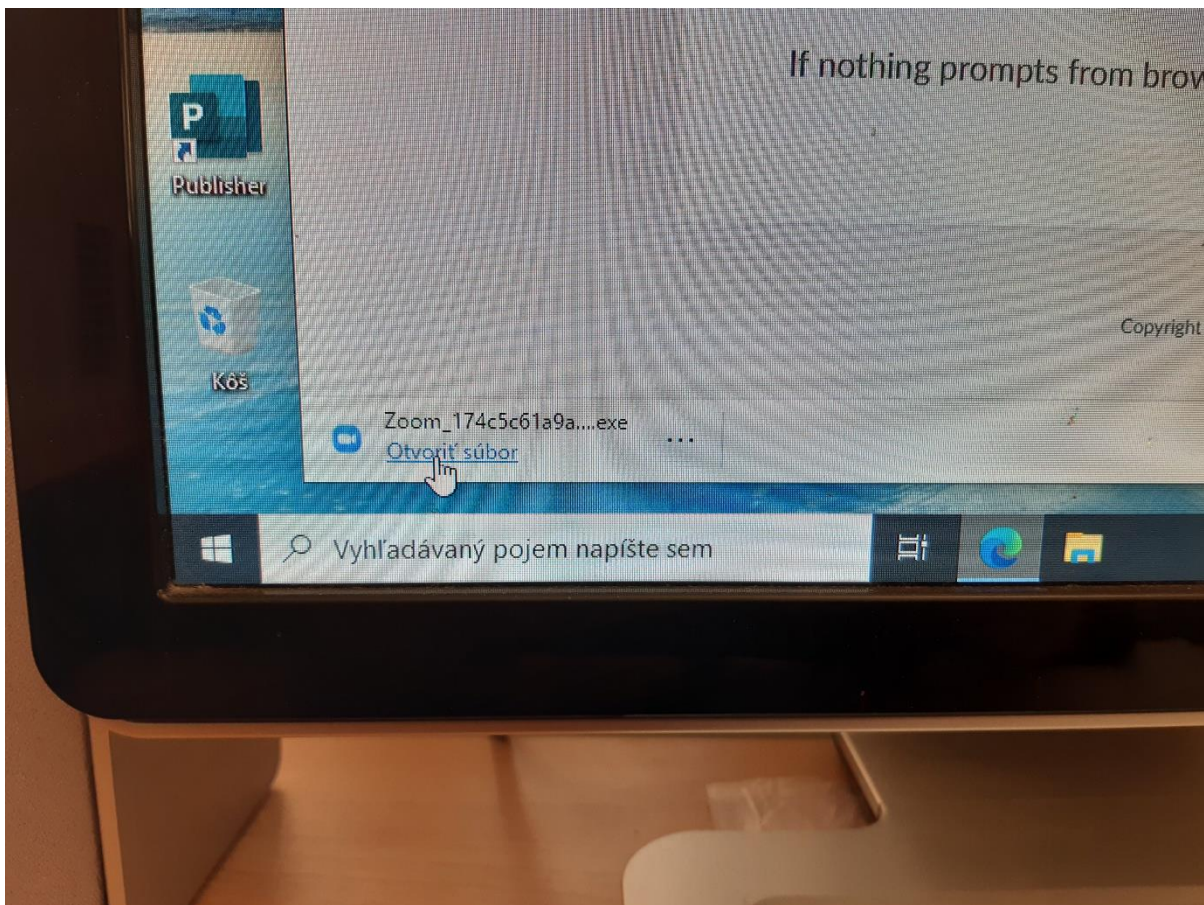 If nothing prompts from brow
P
Publisher
Kôš
Copyright
Zoom_174c5c61a9a....exe
...
Otvoriť súbor
Vyhľadávaný pojem napíšte sem